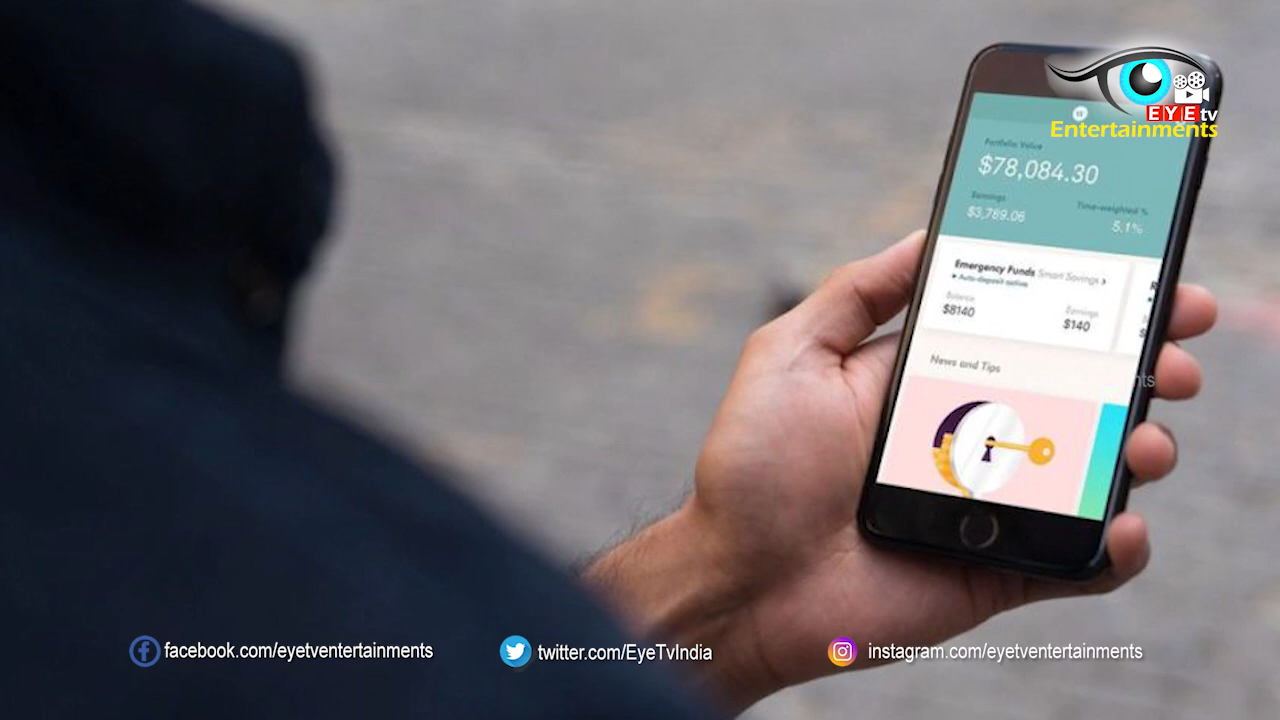 EYE tv
Entertainments
Portfolio Value
$78,084.30
Earnings
Time-weighted %
$3,789.06
5.1%
Emergency Funds Smart Savings >
Auto-deposit active
Balance
Earnings
$8140
$140
R
$
News and Tips
nts
facebook.com/eyetventertainments
twitter.com/EyeTvIndia
instagram.com/eyetventertainments